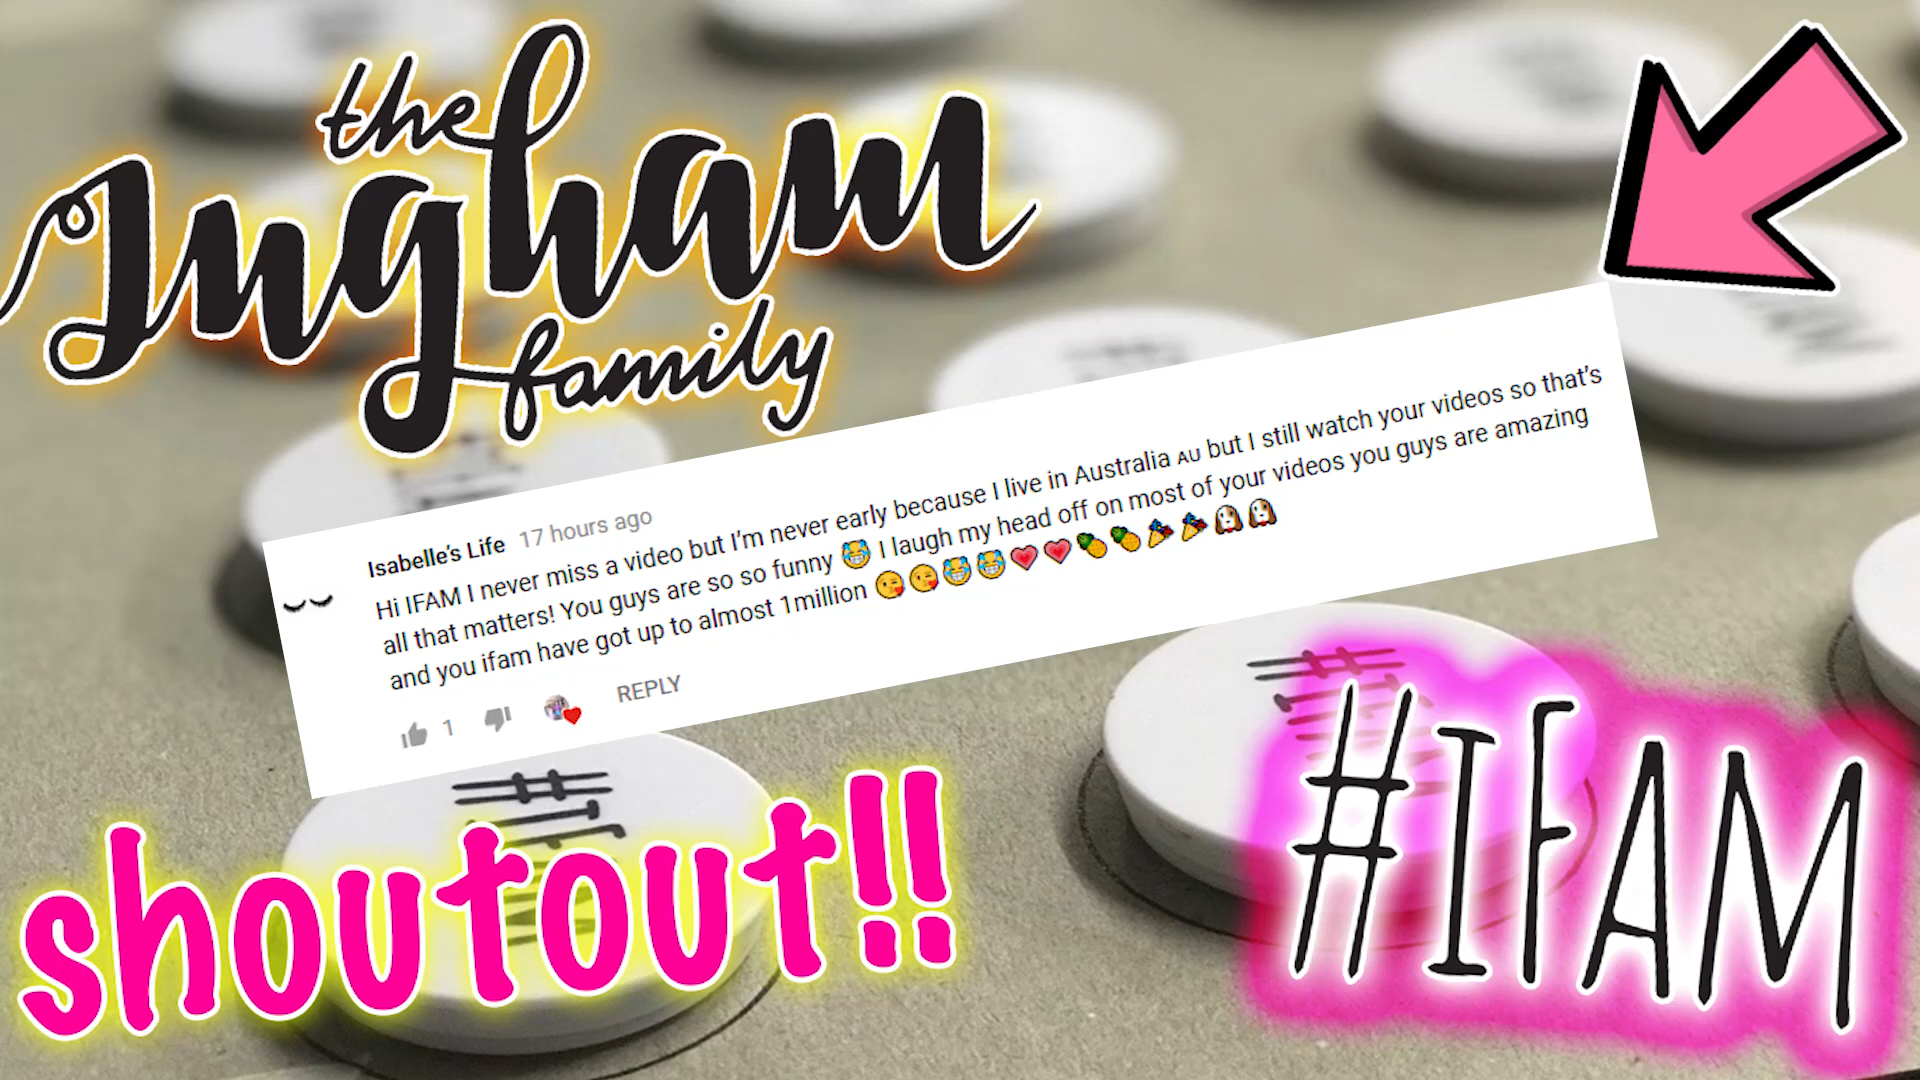 the
Ingham
family
Isabelle's Life 17 hours ago
Hi IFAM I never miss a video but I'm never early because I live in Australia AU but I still watch your videos so that's
all that matters! You guys are so so funny 😂 I laugh my head off on most of your videos you guys are amazing
and you ifam have got up to almost 1million 😘😘😂😂💗💗🍍🍍🎉🎉🐶🐶
1 REPLY
#IFAM
#IFAM
shoutout!!